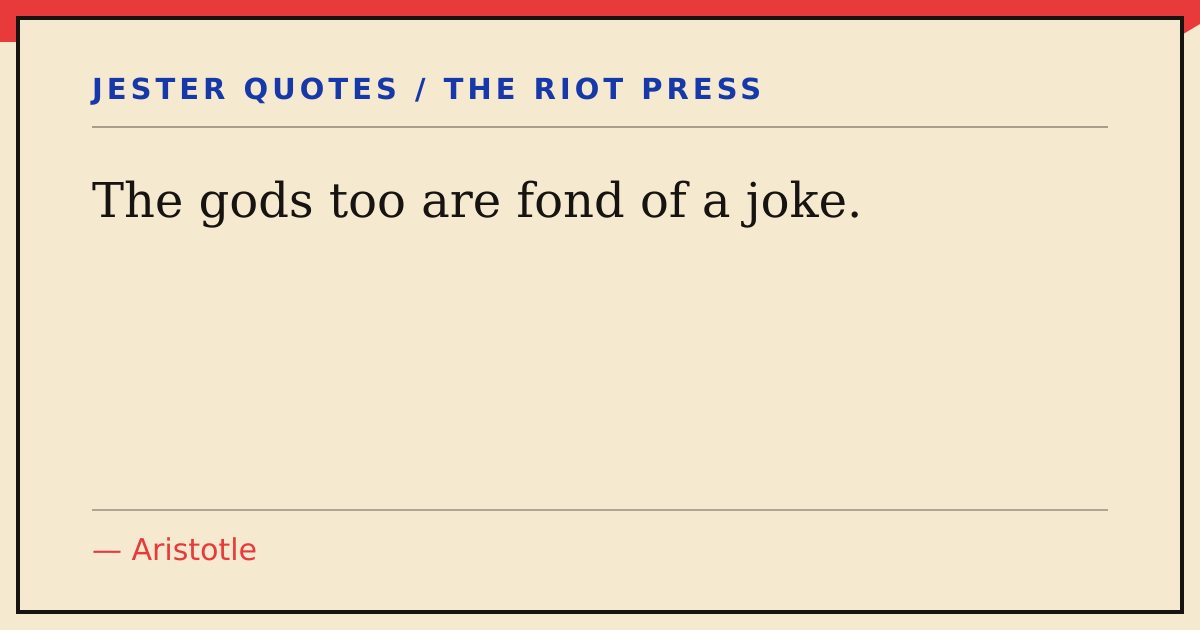 JESTER QUOTES / THE RIOT PRESS
The gods too are fond of a joke.
— Aristotle